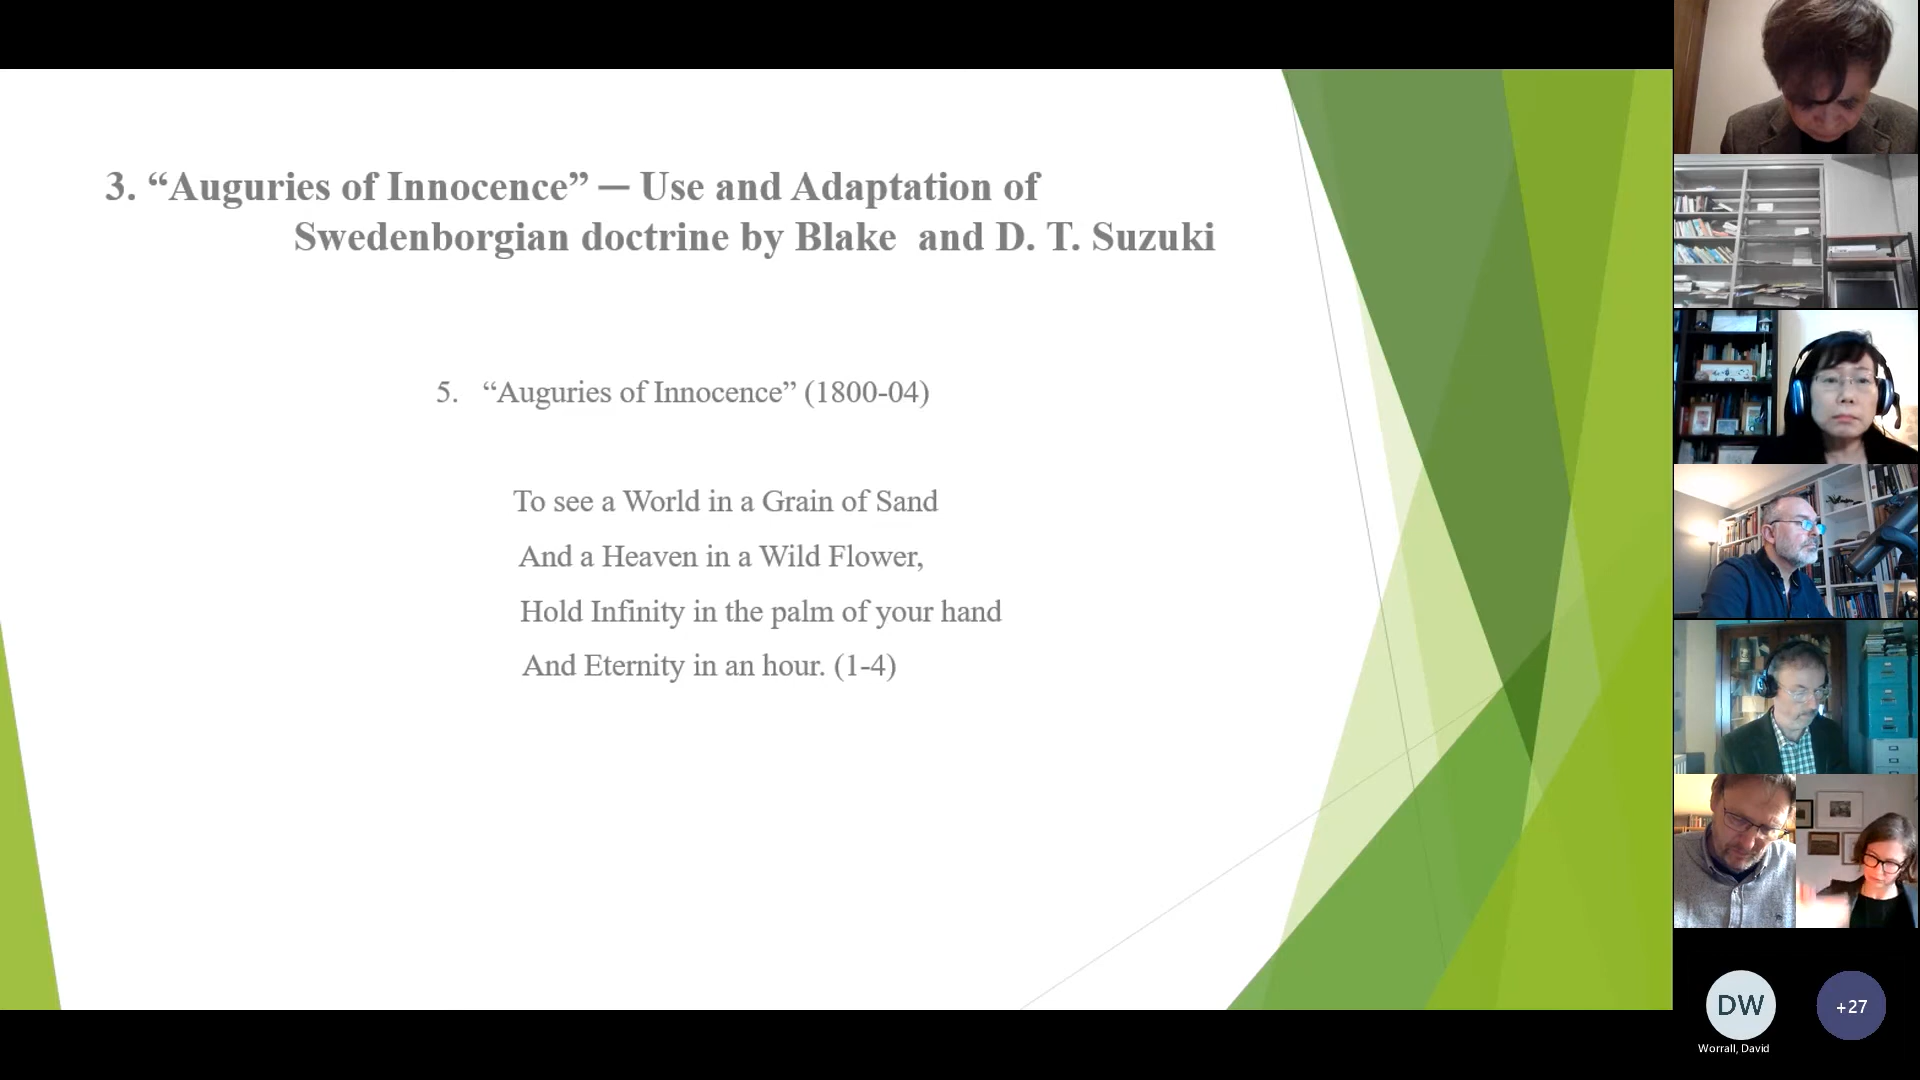 3. “Auguries of Innocence” — Use and Adaptation of
Swedenborgian doctrine by Blake  and D. T. Suzuki
5. “Auguries of Innocence” (1800-04)
To see a World in a Grain of Sand
And a Heaven in a Wild Flower,
Hold Infinity in the palm of your hand
And Eternity in an hour. (1-4)
DW
+27
Worrall, David